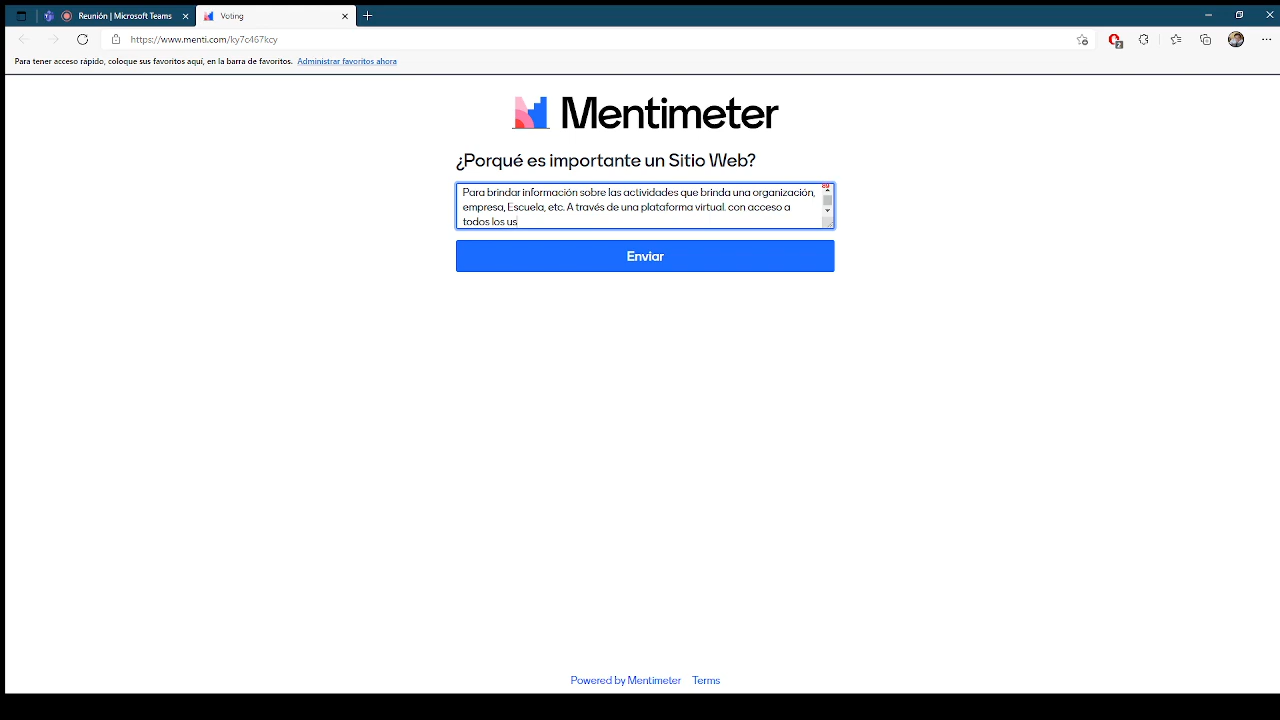 Reunión | Microsoft Teams
Voting
https://www.menti.com/ky7c467kcy
2
Para tener acceso rápido, coloque sus favoritos aquí, en la barra de favoritos. Administrar favoritos ahora
Mentimeter
¿Porqué es importante un Sitio Web?
Para brindar información sobre las actividades que brinda una organización,
empresa, Escuela, etc. A través de una plataforma virtual. con acceso a
todos los us
Enviar
Powered by Mentimeter Terms